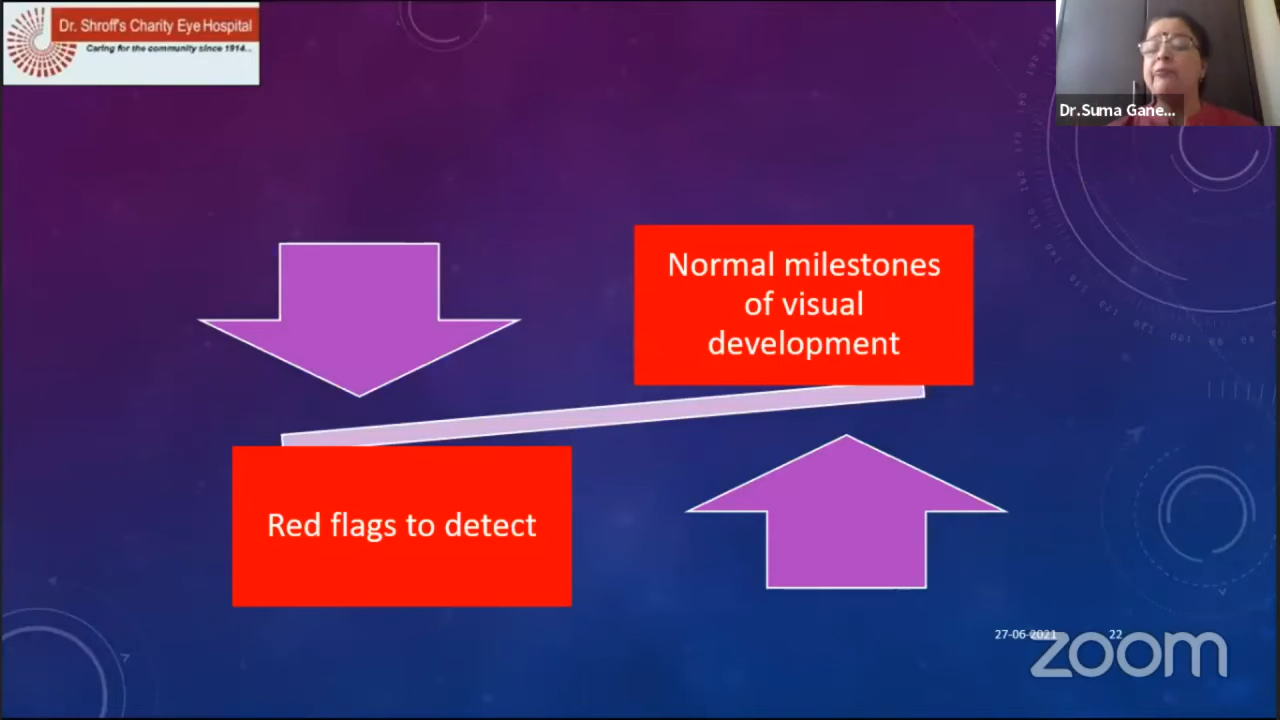 Dr. Shroff's Charity Eye Hospital
Caring for the community since 1914...
Dr.Suma Gane...
Normal milestones
of visual
development
Red flags to detect
27-06-2021
22
zoom